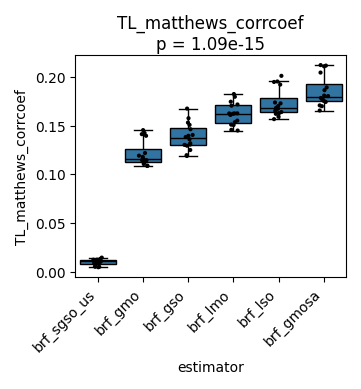 TL_matthews_corrcoef
p = 1.09e-15
TL_matthews_corrcoef
0.20
0.15
0.10
0.05
0.00
brf_sgso_us
brf_gmo
brf_gso
brf_lmo
brf_lso
brf_gmosa
estimator